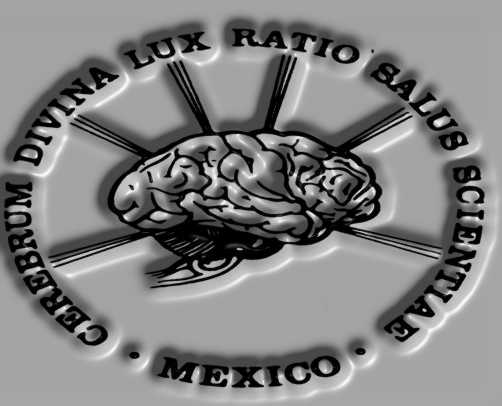 CEREBRUM DIVINA LUX RATIO SALUS SCIENTIAE
• MEXICO •